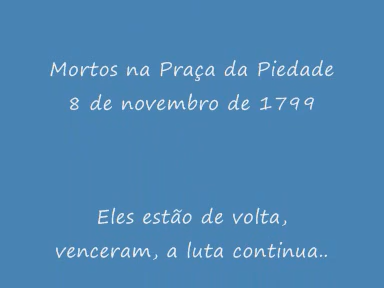 Mortos na Praça da Piedade
8 de novembro de 1799
Eles estão de volta,
venceram, a luta continua..